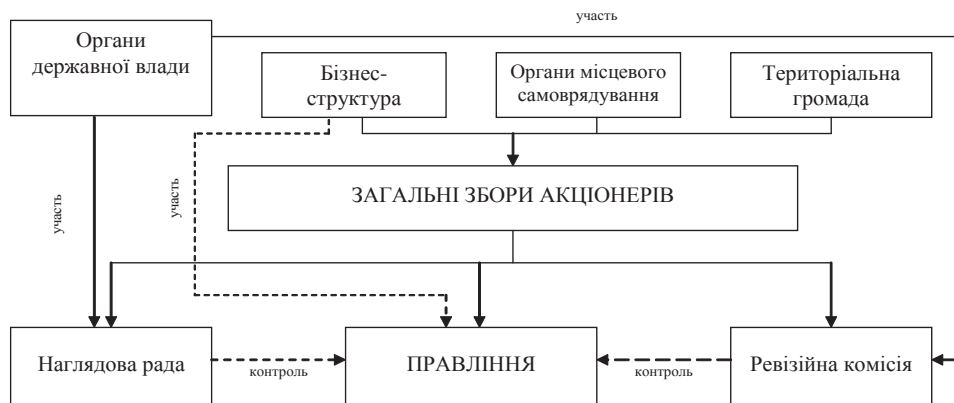 участь
Органи
державної влади
Бізнес-
структура
Органи місцевого
самоврядування
Територіальна
громада
ЗАГАЛЬНІ ЗБОРИ АКЦІОНЕРІВ
участь
участь
Наглядова рада
контроль
ПРАВЛІННЯ
контроль
Ревізійна комісія